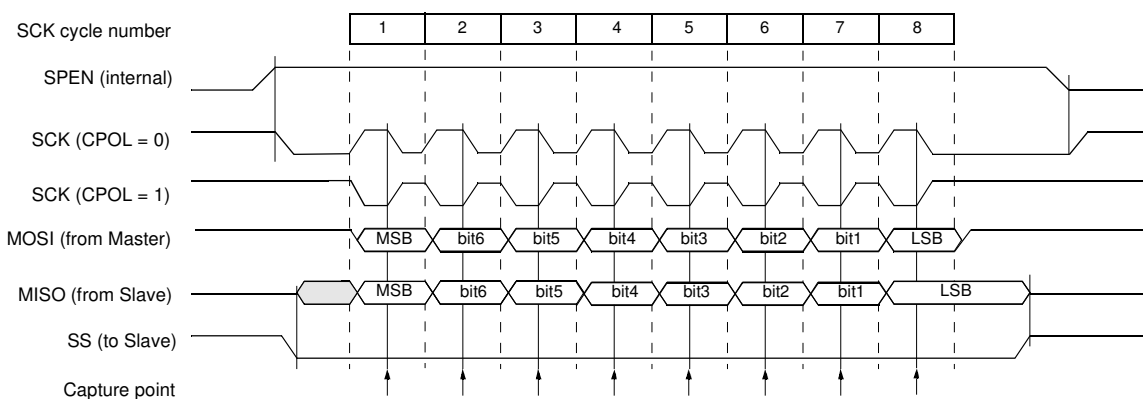 SCK cycle number 1 2 3 4 5 6 7 8
SPEN (internal)
SCK (CPOL = 0)
SCK (CPOL = 1)
MOSI (from Master) MSB bit6 bit5 bit4 bit3 bit2 bit1 LSB
MISO (from Slave) MSB bit6 bit5 bit4 bit3 bit2 bit1 LSB
SS (to Slave)
Capture point